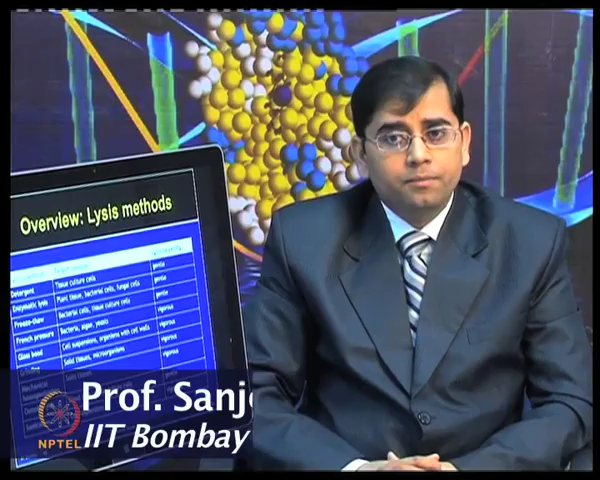 Overview: Lysis methods
Detergent Tissue culture cells gentle
Enzymatic lysis Plant tissue, bacterial cells, fungal cells gentle
Freeze-thaw Bacterial cells, tissue culture cells gentle
French pressure Bacteria, algae, yeasts vigorous
Glass bead Cell suspensions, organisms with cell walls vigorous
Grinding Solid tissues, microorganisms vigorous
Mechanical
Prof. Sanj
IIT Bombay
NPTEL